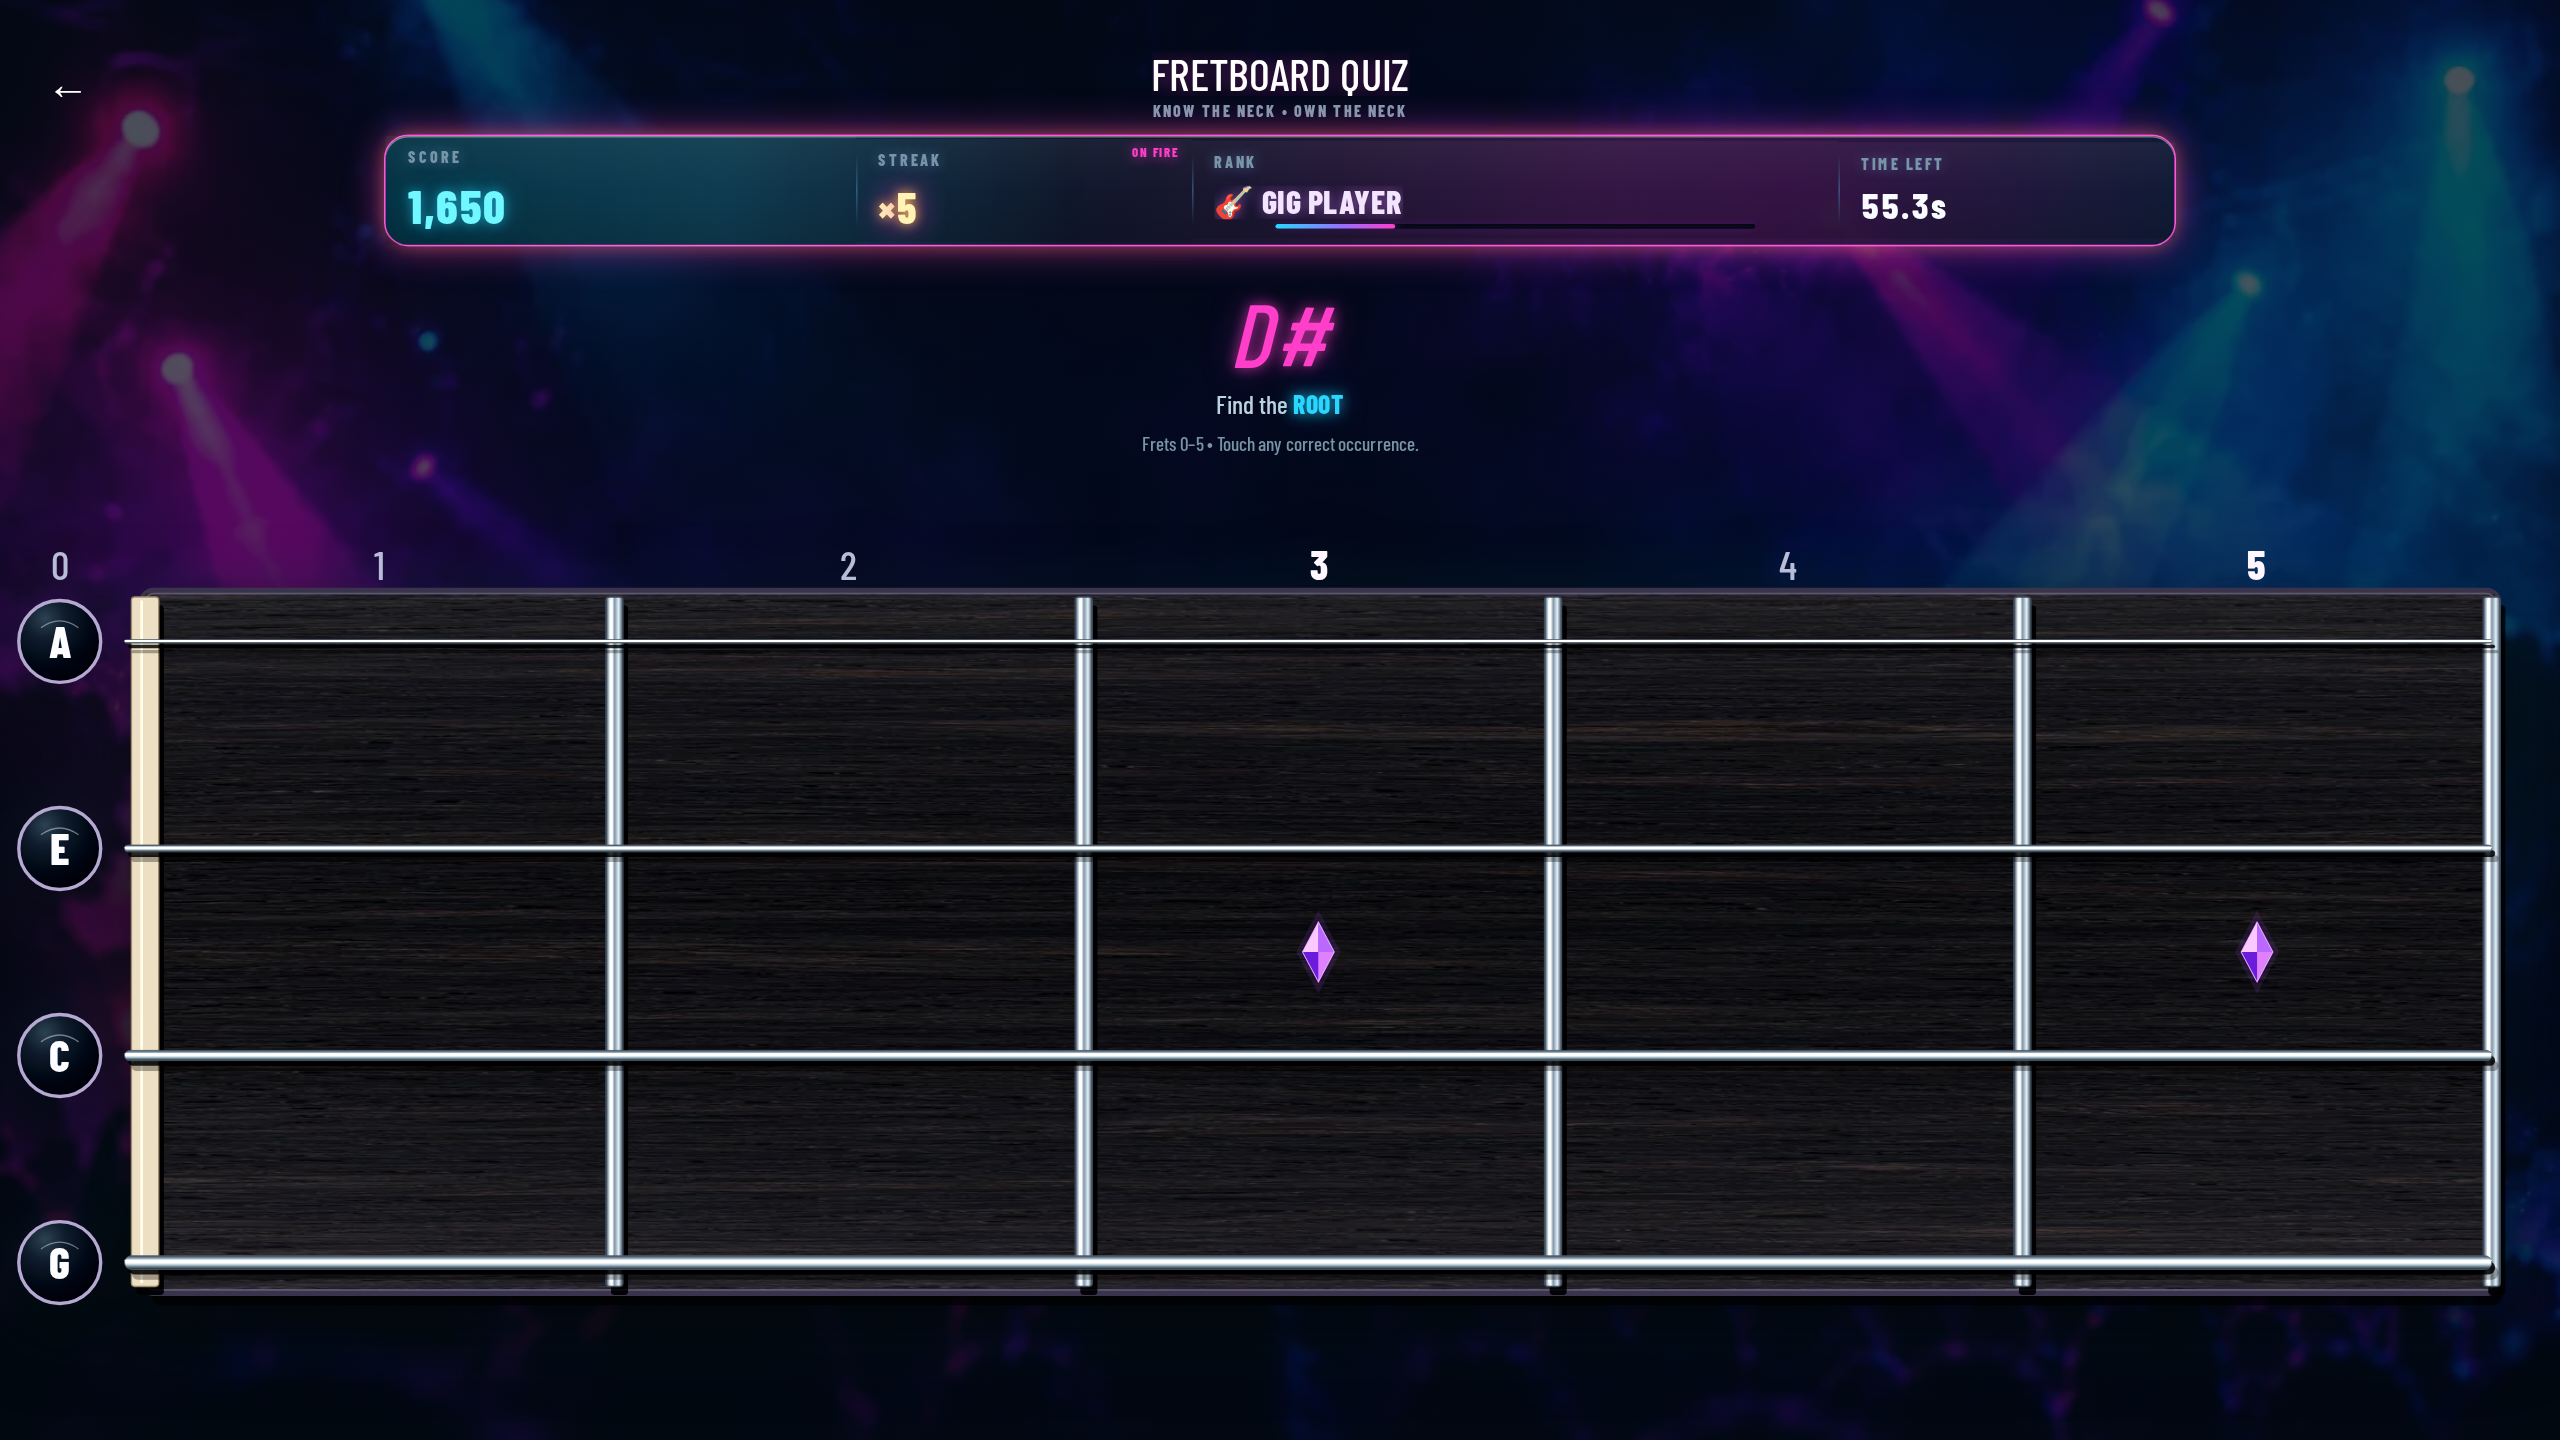 ←
FRETBOARD QUIZ
KNOW THE NECK • OWN THE NECK
SCORE
1,650
STREAK
×5
ON FIRE
RANK
🎸 GIG PLAYER
TIME LEFT
55.3s
D#
Find the ROOT
Frets 0–5 • Touch any correct occurrence.
0 1 2 3 4 5
A
E
C
G